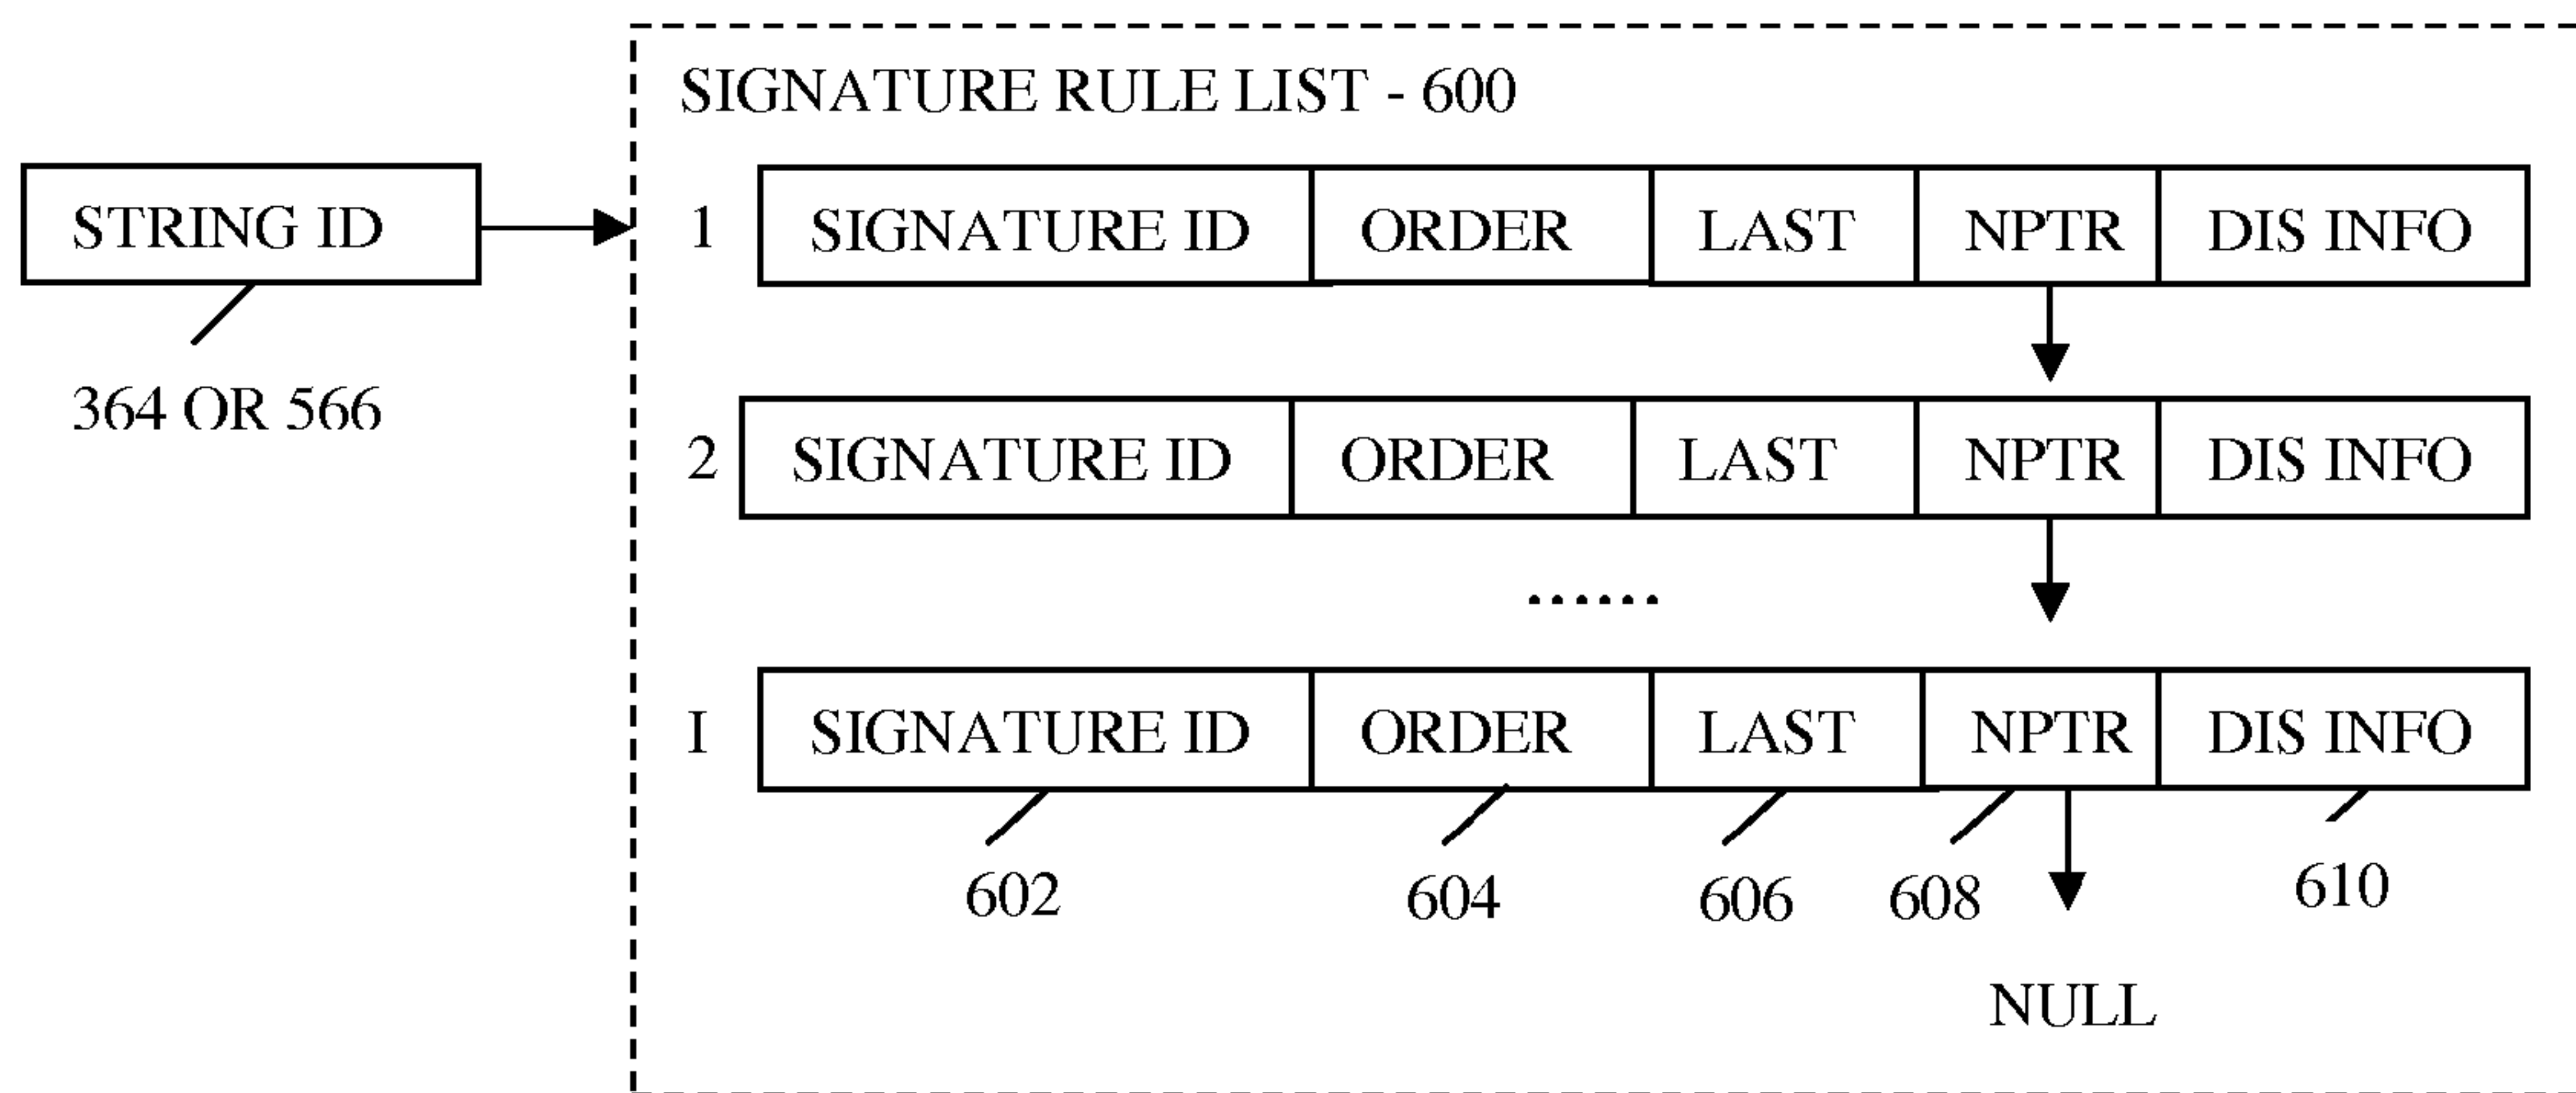 SIGNATURE RULE LIST - 600
STRING ID
1 SIGNATURE ID ORDER LAST NPTR DIS INFO
364 OR 566
2 SIGNATURE ID ORDER LAST NPTR DIS INFO
......
I SIGNATURE ID ORDER LAST NPTR DIS INFO
602 604 606 608 610
NULL